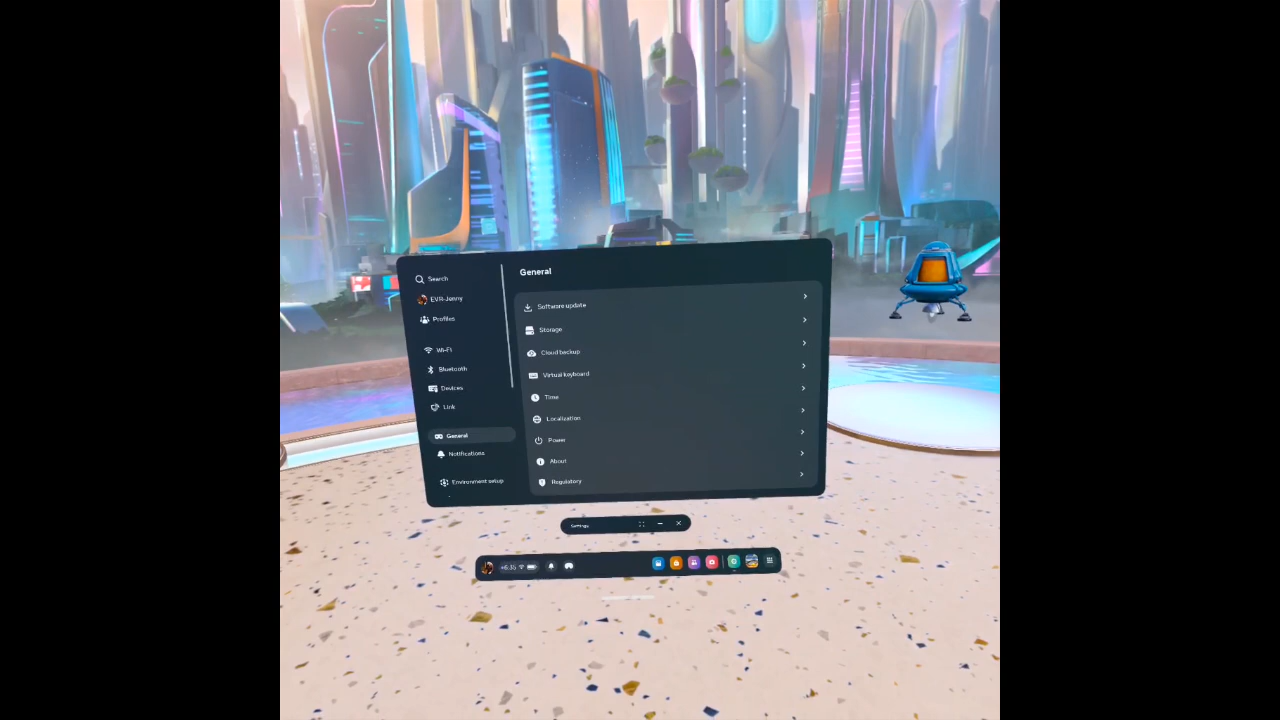 Search
EVR-Jenny
Profiles
Wi-Fi
Bluetooth
Devices
Link
General
Notifications
Environment setup
General
Software update
Storage
Cloud backup
Virtual keyboard
Time
Localization
Power
About
Regulatory
Settings